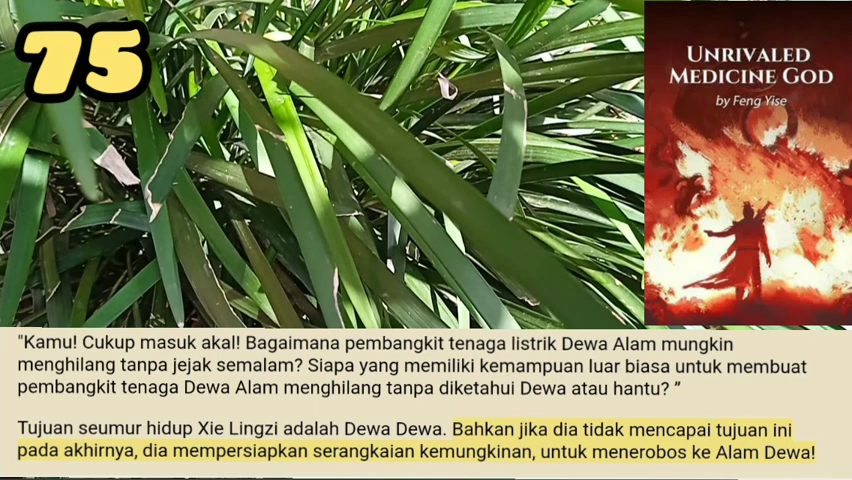 75
UNRIVALED
MEDICINE GOD
by Feng Yise
"Kamu! Cukup masuk akal! Bagaimana pembangkit tenaga listrik Dewa Alam mungkin
menghilang tanpa jejak semalam? Siapa yang memiliki kemampuan luar biasa untuk membuat
pembangkit tenaga Dewa Alam menghilang tanpa diketahui Dewa atau hantu? ”
Tujuan seumur hidup Xie Lingzi adalah Dewa Dewa. Bahkan jika dia tidak mencapai tujuan ini
pada akhirnya, dia mempersiapkan serangkaian kemungkinan, untuk menerobos ke Alam Dewa!